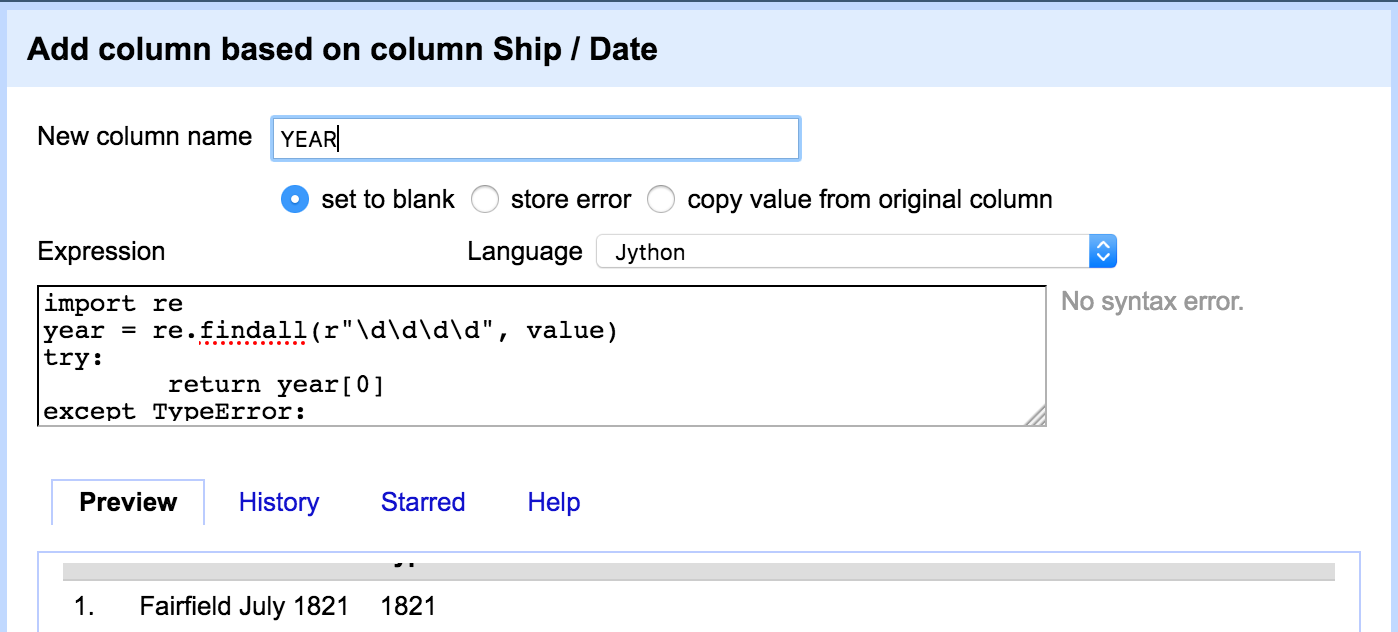 Add column based on column Ship / Date
New column name YEAR
set to blank store error copy value from original column
Expression Language Jython
import re
year = re.findall(r"\d\d\d\d", value)
try:
        return year[0]
except TypeError:
No syntax error.
Preview History Starred Help
1. Fairfield July 1821 1821